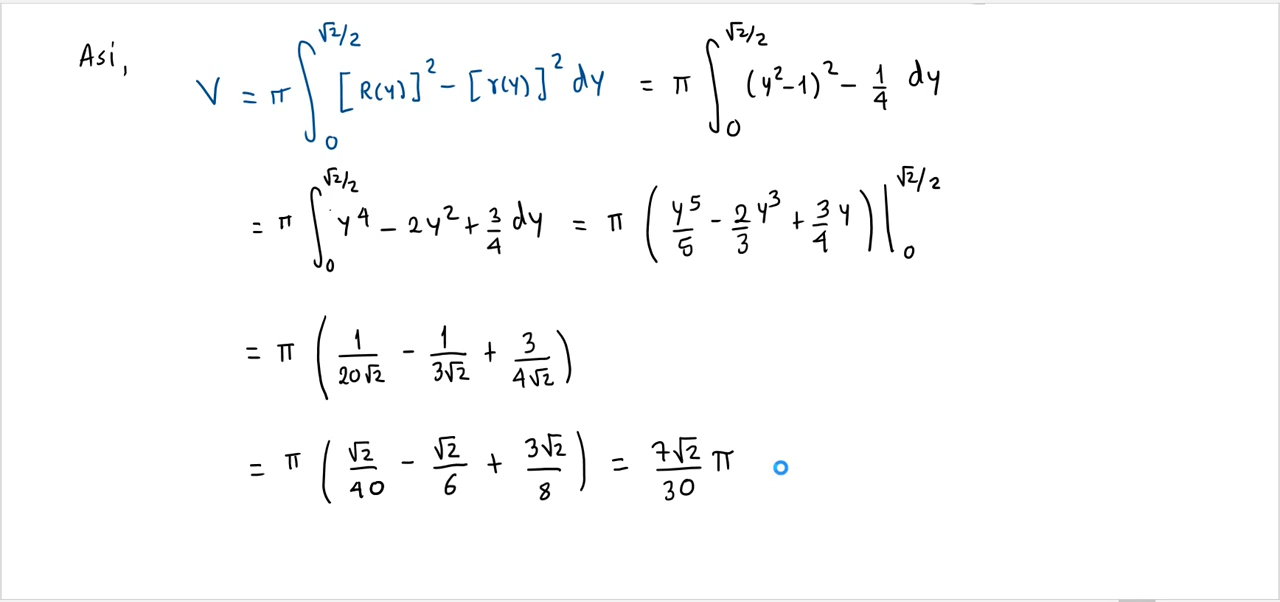 Así,
V = π ∫₀^{√2/2} [R(y)]² − [r(y)]² dy = π ∫₀^{√2/2} (y²−1)² − 1/4 dy
= π ∫₀^{√2/2} y⁴ − 2y² + 3/4 dy = π (y⁵/5 − 2/3 y³ + 3/4 y) |₀^{√2/2}
= π (1/(20√2) − 1/(3√2) + 3/(4√2))
= π (√2/40 − √2/6 + 3√2/8) = 7√2/30 π